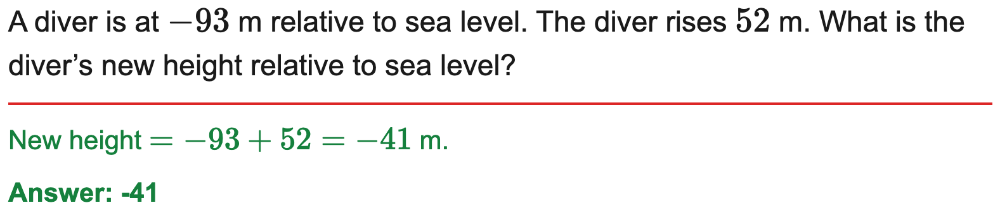 A diver is at −93 m relative to sea level. The diver rises 52 m. What is the
diver’s new height relative to sea level?
New height = −93 + 52 = −41 m.
Answer: -41